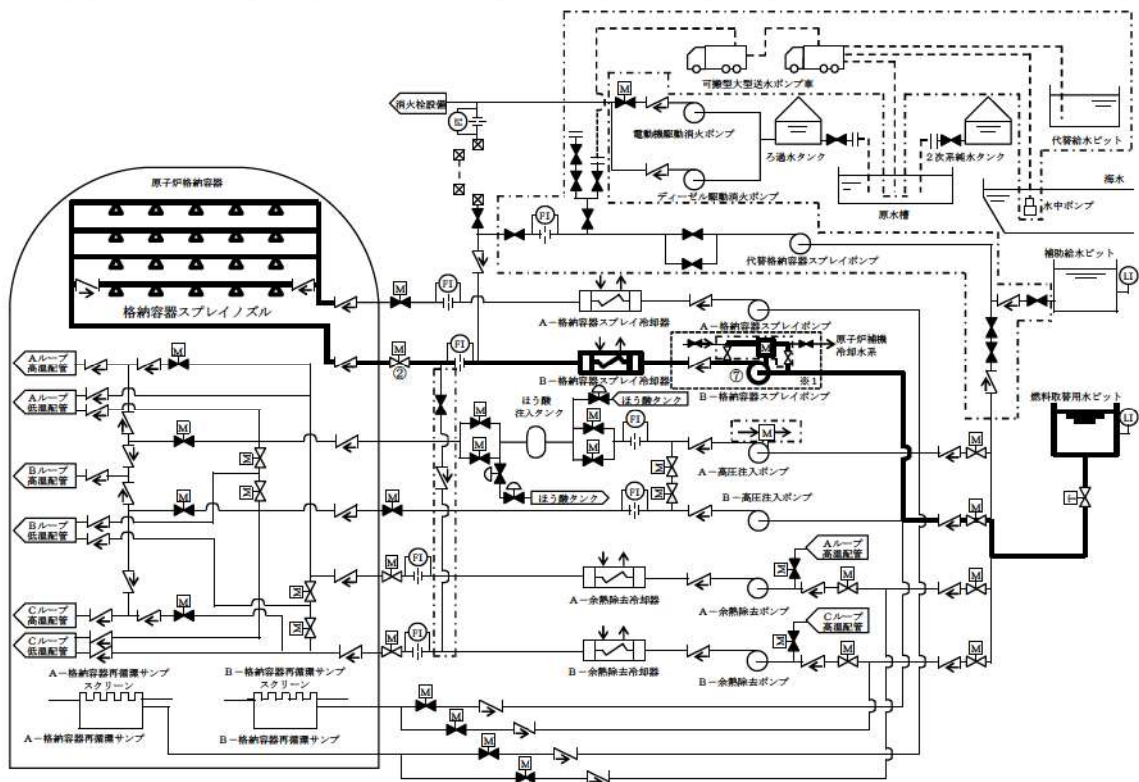 可搬型大型送水ポンプ車
消火栓設備
M
電動機駆動消火ポンプ
ろ過水タンク
2次系純水タンク
代替給水ピット
ディーゼル駆動消火ポンプ
原水槽
海水
水中ポンプ
原子炉格納容器
FI
代替格納容器スプレイポンプ
補助給水ピット
LI
M
FI
格納容器スプレイノズル
A-格納容器スプレイ冷却器
A-格納容器スプレイポンプ
原子炉補機
冷却水系
M
FI
M
②
⑦
※1
B-格納容器スプレイ冷却器
B-格納容器スプレイポンプ
燃料取替用水ピット
LI
Aループ
高温配管
M
Aループ
低温配管
ほう酸
注入タンク
ほう酸タンク
M
M
M
M
FI
M
A-高圧注入ポンプ
M
M
Bループ
高温配管
M
M
M
ほう酸タンク
FI
M
B-高圧注入ポンプ
T
Bループ
低温配管
M
M
M
Aループ
高温配管
M
FI
M
M
M
M
A-余熱除去冷却器
A-余熱除去ポンプ
Cループ
高温配管
M
M
Cループ
高温配管
Cループ
低温配管
M
FI
M
M
M
B-余熱除去冷却器
B-余熱除去ポンプ
A-格納容器再循環サンプ
スクリーン
B-格納容器再循環サンプ
スクリーン
M
M
A-格納容器再循環サンプ
B-格納容器再循環サンプ
M
M